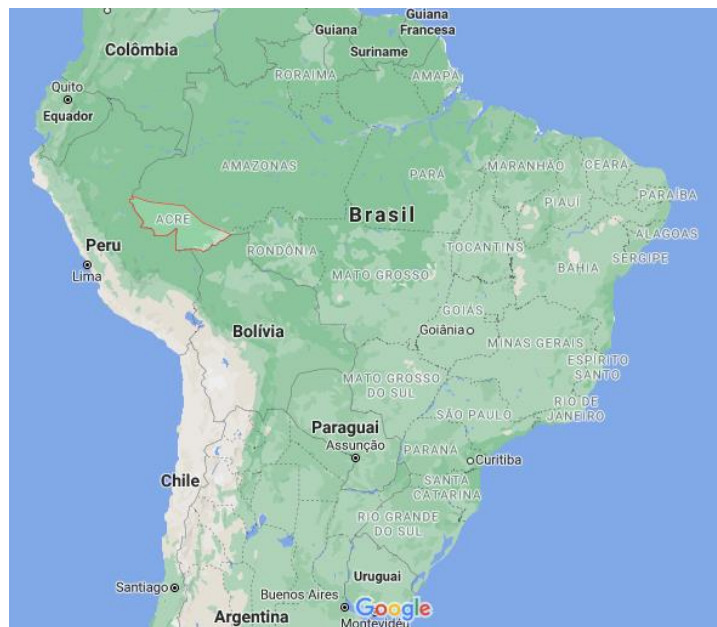 Colômbia
Guiana
Guiana
Francesa
Suriname
RORAIMA
AMAPÁ
Quito
Equador
AMAZONAS
PARÁ
MARANHÃO
CEARÁ
PARAÍBA
PIAUÍ
ACRE
Brasil
ALAGOAS
SERGIPE
Peru
Lima
RONDÔNIA
TOCANTINS
BAHIA
MATO GROSSO
GOIÁS
Bolívia
Goiânia
MINAS GERAIS
ESPÍRITO
SANTO
MATO GROSSO
DO SUL
RIO DE
JANEIRO
SÃO PAULO
Paraguai
Assunção
PARANÁ
Curitiba
Chile
SANTA
CATARINA
RIO GRANDE
DO SUL
Uruguai
Santiago
Buenos Aires
Google
Montevidéu
Argentina